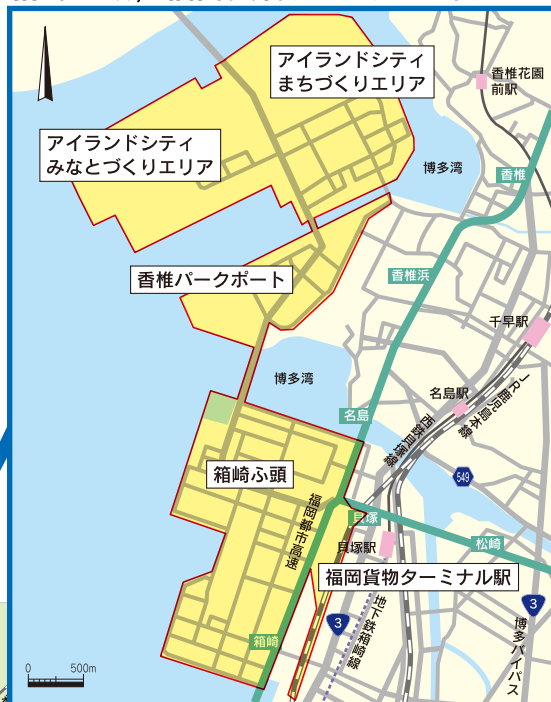 アイランドシティ
まちづくりエリア
香椎花園
前駅
アイランドシティ
みなとづくりエリア
博多湾
香椎
香椎パークポート
香椎浜
千早駅
博多湾
名島駅
JR鹿児島本線
名島
西鉄貝塚線
箱崎ふ頭
549
福岡都市高速
貝塚
貝塚駅
松崎
福岡貨物ターミナル駅
3
3
地下鉄箱崎線
博多バイパス
箱崎
0 500m